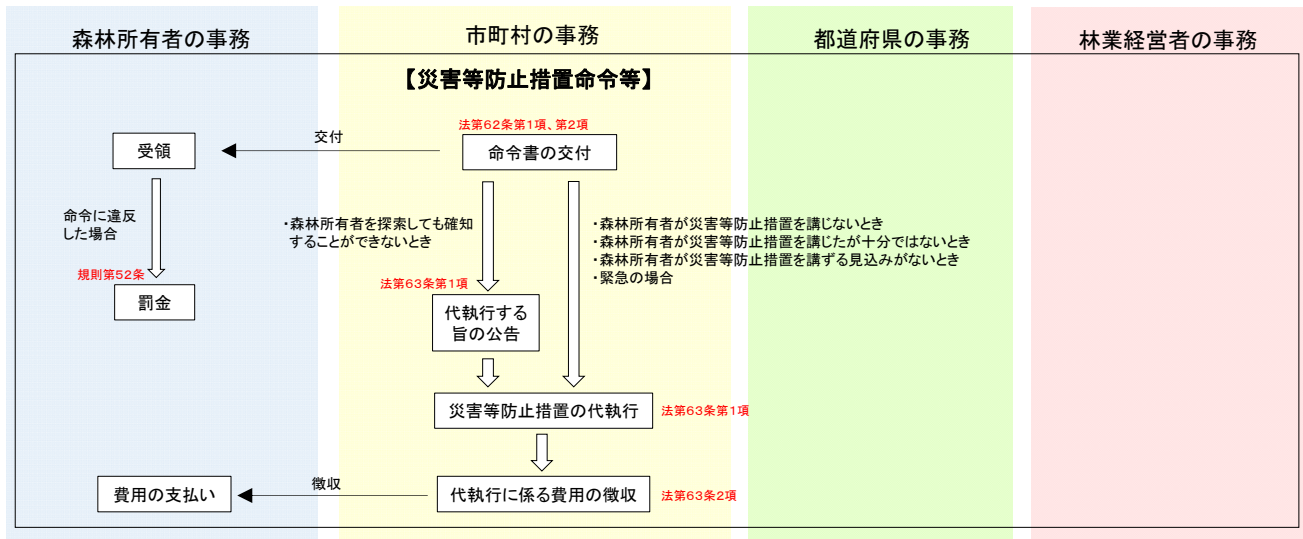 森林所有者の事務
市町村の事務
都道府県の事務
林業経営者の事務
【災害等防止措置命令等】
法第62条第1項、第2項
交付
受領
命令書の交付
命令に違反
した場合
・森林所有者を探索しても確知
することができないとき
・森林所有者が災害等防止措置を講じないとき
・森林所有者が災害等防止措置を講じたが十分ではないとき
・森林所有者が災害等防止措置を講ずる見込みがないとき
・緊急の場合
規則第52条
罰金
法第63条第1項
代執行する
旨の公告
災害等防止措置の代執行
法第63条第1項
費用の支払い
徴収
代執行に係る費用の徴収
法第63条2項